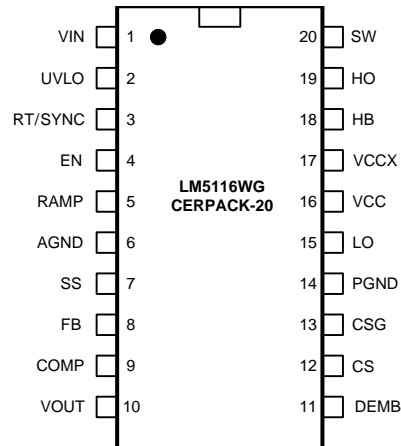 VIN 1 20 SW
UVLO 2 19 HO
RT/SYNC 3 18 HB
EN 4 17 VCCX
LM5116WG
CERPACK-20
RAMP 5 16 VCC
AGND 6 15 LO
SS 7 14 PGND
FB 8 13 CSG
COMP 9 12 CS
VOUT 10 11 DEMB